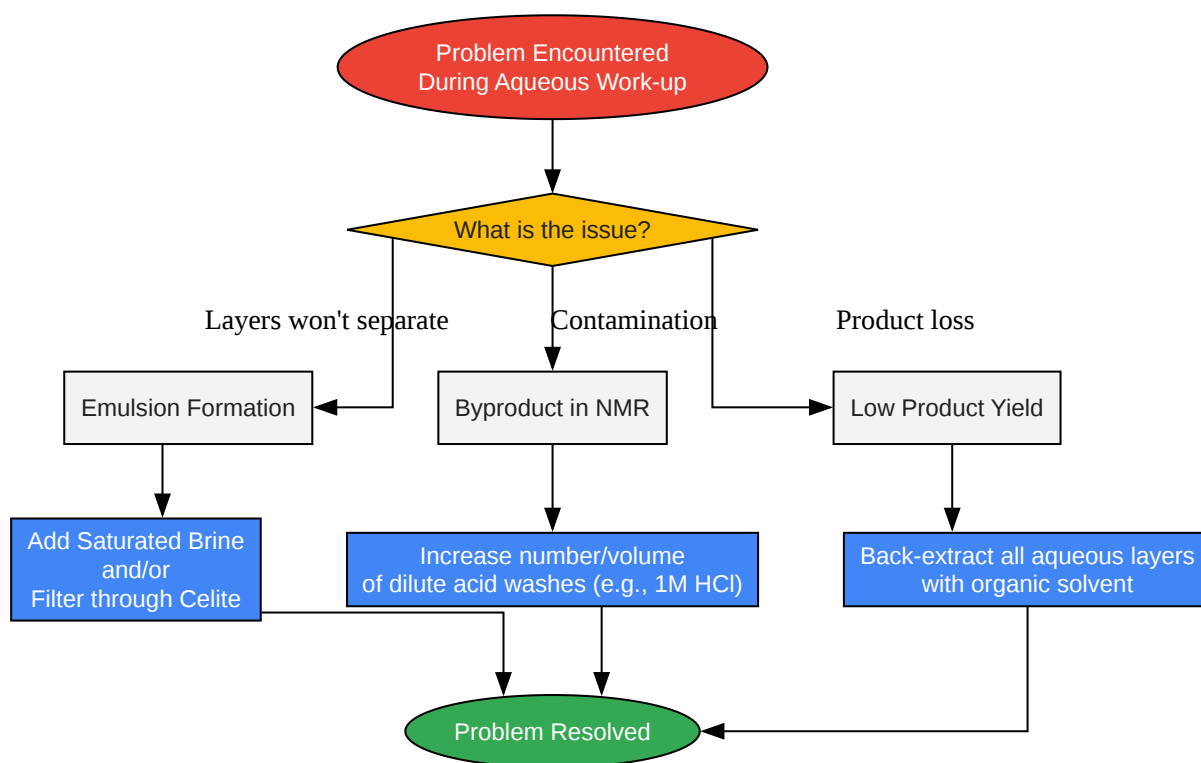 Problem Encountered
During Aqueous Work-up
What is the issue?
Layers won't separate
Contamination
Product loss
Emulsion Formation
Byproduct in NMR
Low Product Yield
Add Saturated Brine
and/or
Filter through Celite
Increase number/volume
of dilute acid washes (e.g., 1M HCl)
Back-extract all aqueous layers
with organic solvent
Problem Resolved